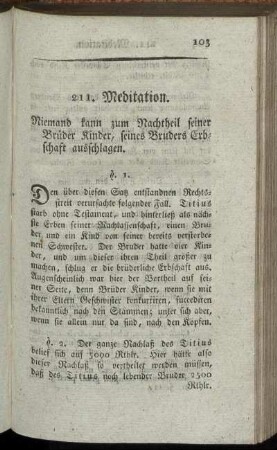 103
211. Meditation.
Niemand kann zum Nachtheil seiner
Brüder Kinder, seines Bruders Erb-
schaft ausschlagen.
§. 1.
Den über diesen Satz entstandnen Rechts-
streit verursachte folgender Fall. Titius
starb ohne Testament, und hinterließ als näch-
ste Erben seiner Nachlassenschaft, einen Bru-
der, und ein Kind von seiner bereits verstorbe-
nen Schwester. Der Bruder hatte vier Kin-
der, und um dieser ihren Theil größer zu
machen, schlug er die brüderliche Erbschaft aus.
Augenscheinlich war hier der Vortheil auf sei-
ner Seite, denn Brüder Kinder, wenn sie mit
ihrer Eltern Geschwister konkurriren, succediren
bekanntlich nach den Stämmen; unter sich aber,
wenn sie allein nur da sind, nach den Köpfen.
§. 2. Der ganze Nachlaß des Titius
belief sich auf 5000 Rthlr. Hier hätte also
dieser Nachlaß so vertheilet werden müssen,
daß des Titius noch lebender Bruder 2500
Rthlr.